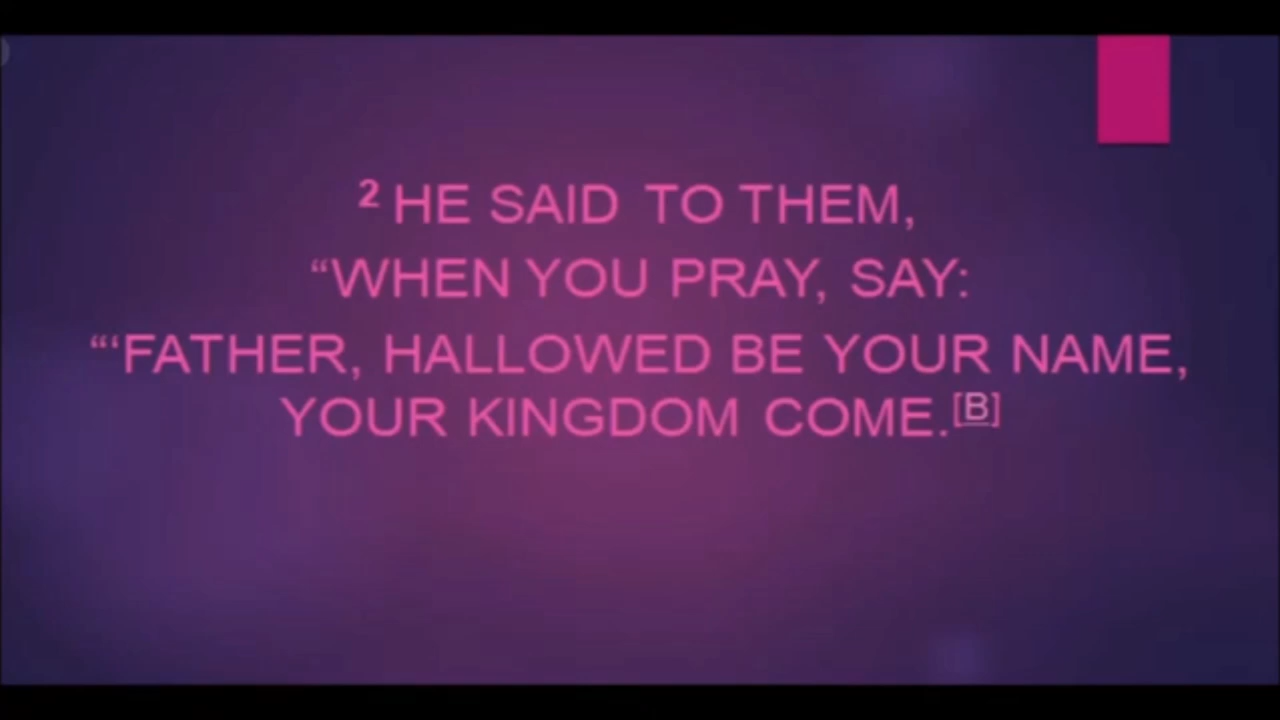 2 HE SAID TO THEM,
“WHEN YOU PRAY, SAY:
“‘FATHER, HALLOWED BE YOUR NAME,
YOUR KINGDOM COME.[B]